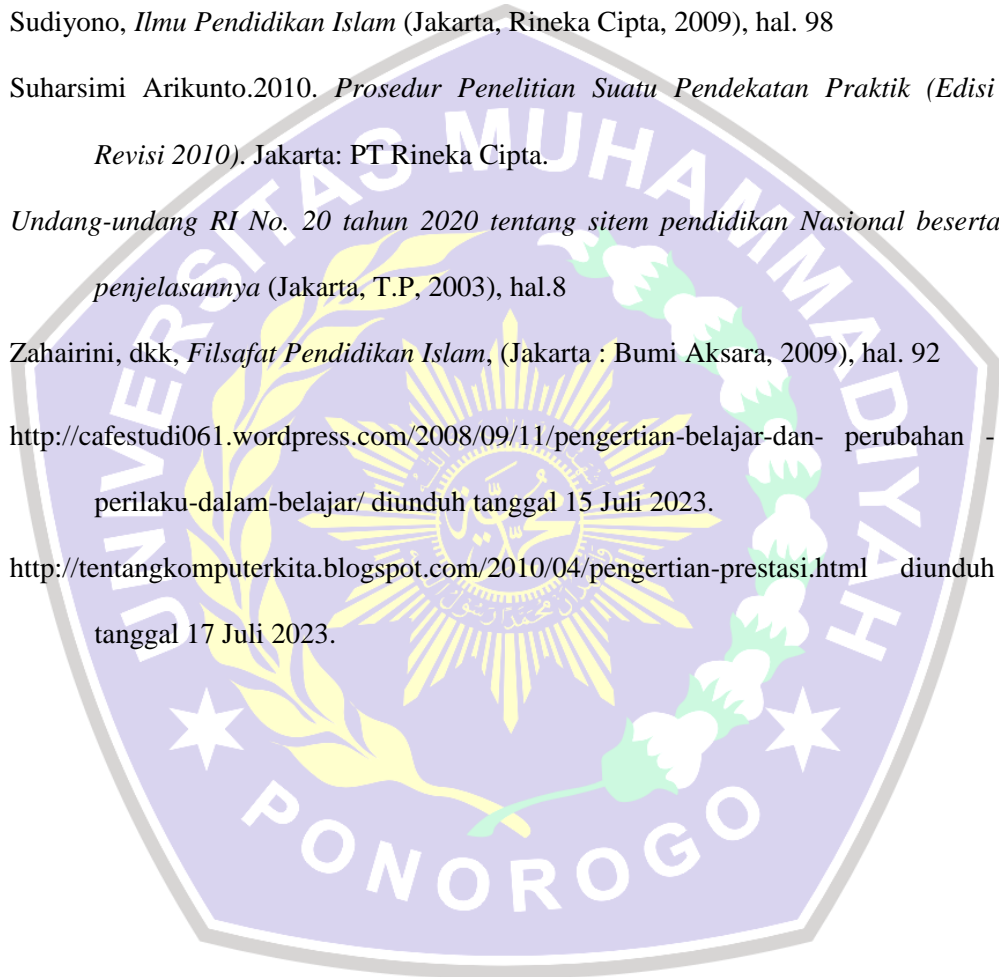 Sudiyono, Ilmu Pendidikan Islam (Jakarta, Rineka Cipta, 2009), hal. 98
Suharsimi Arikunto.2010. Prosedur Penelitian Suatu Pendekatan Praktik (Edisi
Revisi 2010). Jakarta: PT Rineka Cipta.
Undang-undang RI No. 20 tahun 2020 tentang sitem pendidikan Nasional beserta
penjelasannya (Jakarta, T.P, 2003), hal.8
Zahairini, dkk, Filsafat Pendidikan Islam, (Jakarta : Bumi Aksara, 2009), hal. 92
http://cafestudi061.wordpress.com/2008/09/11/pengertian-belajar-dan- perubahan -
perilaku-dalam-belajar/ diunduh tanggal 15 Juli 2023.
http://tentangkomputerkita.blogspot.com/2010/04/pengertian-prestasi.html diunduh
tanggal 17 Juli 2023.
UNIVERSITAS MUHAMMADIYAH
PONOROGO